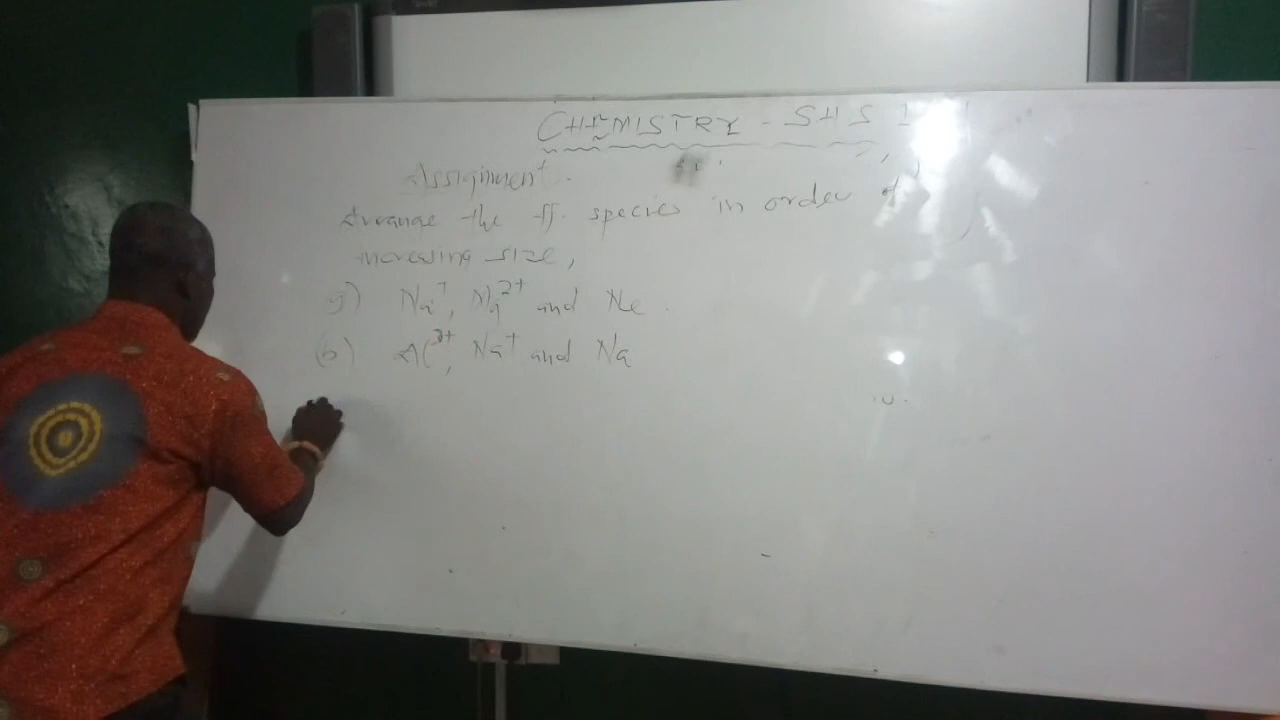 CHEMISTRY - SHS 1
Assignment.
Arrange the ff. species in order of
increasing size,
a) Na⁺, Mg²⁺ and Ne.
(b) Al³⁺, Na⁺ and Na